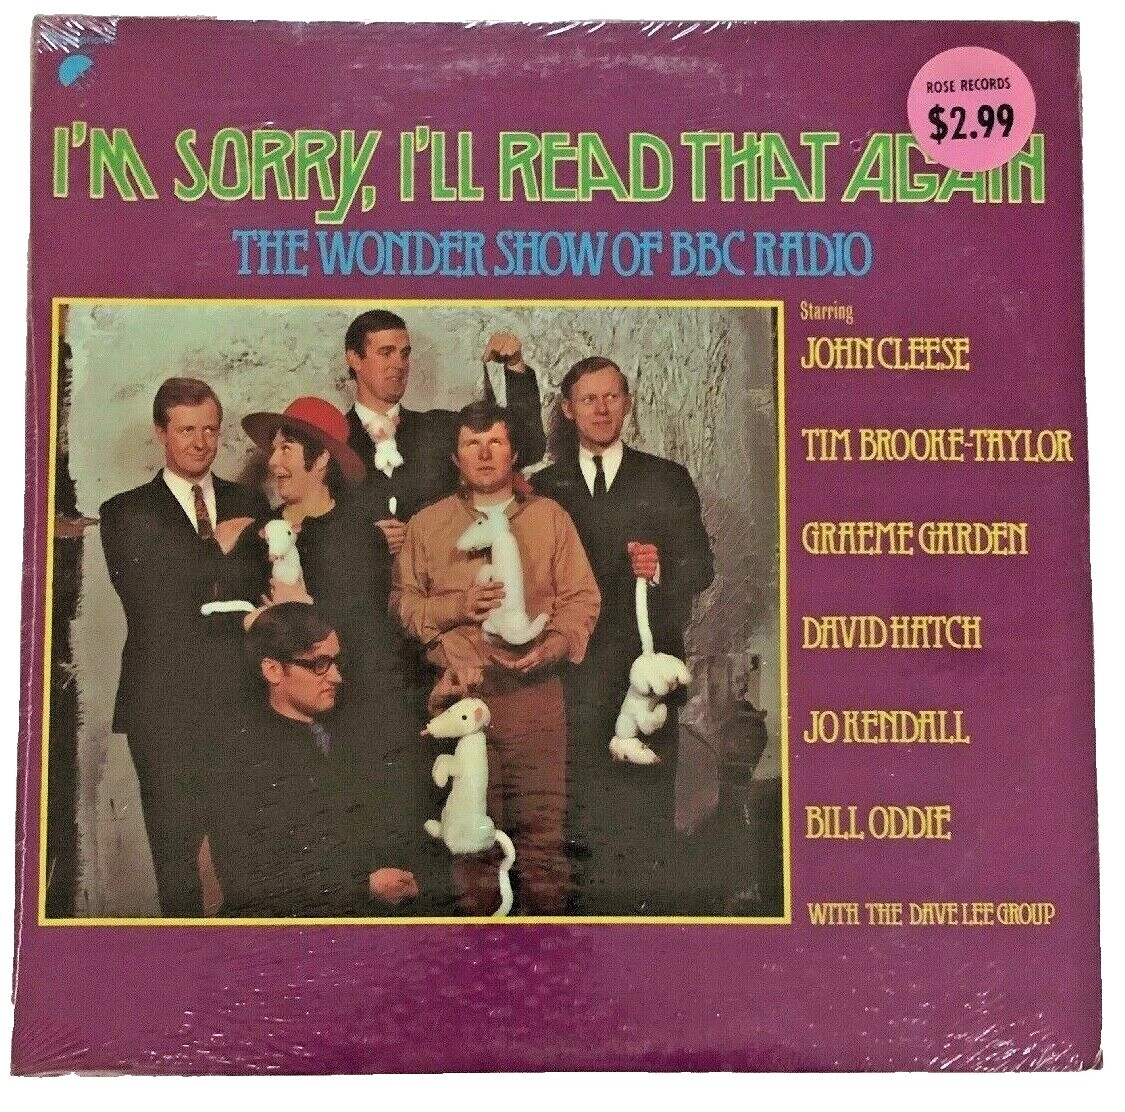 ROSE RECORDS
$2.99
I'M SORRY, I'LL READ THAT AGAIN
THE WONDER SHOW OF BBC RADIO
Starring
JOHN CLEESE
TIM BROOKE-TAYLOR
GRAEME GARDEN
DAVID HATCH
JO KENDALL
BILL ODDIE
WITH THE DAVE LEE GROUP